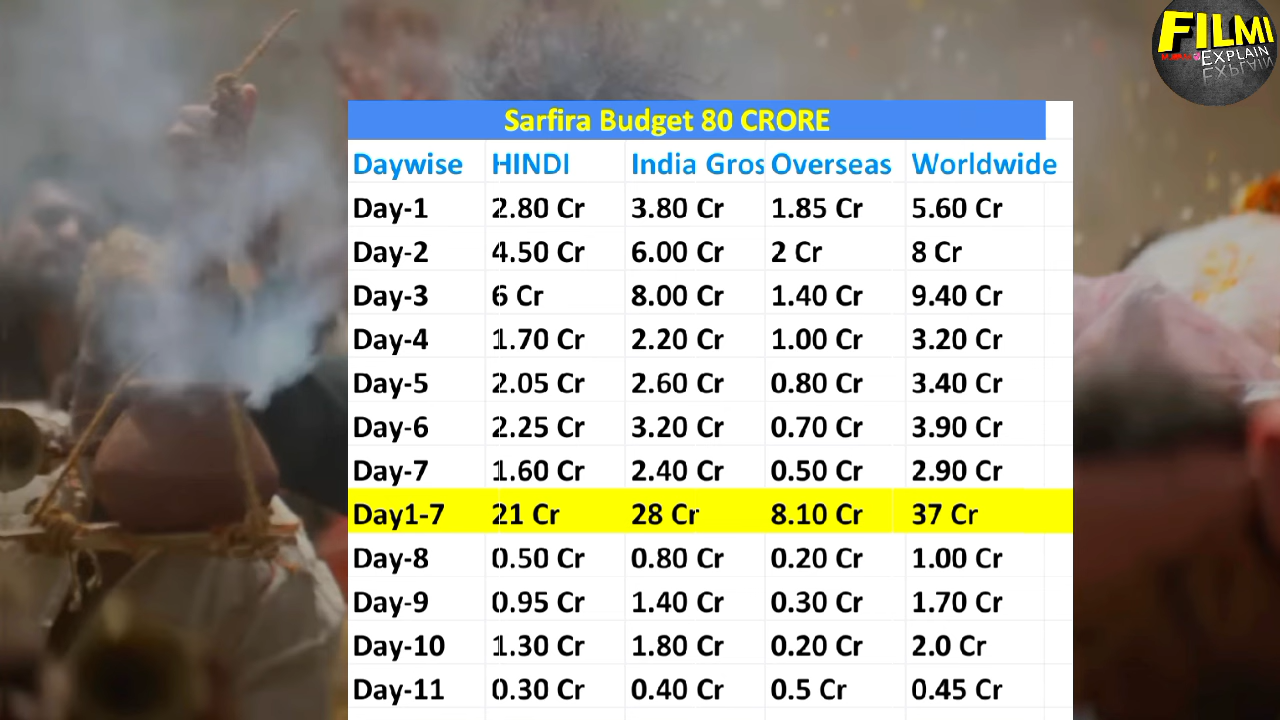 FILMI
EXPLAIN
Sarfira Budget 80 CRORE
Daywise HINDI India Gros Overseas Worldwide
Day-1 2.80 Cr 3.80 Cr 1.85 Cr 5.60 Cr
Day-2 4.50 Cr 6.00 Cr 2 Cr 8 Cr
Day-3 6 Cr 8.00 Cr 1.40 Cr 9.40 Cr
Day-4 1.70 Cr 2.20 Cr 1.00 Cr 3.20 Cr
Day-5 2.05 Cr 2.60 Cr 0.80 Cr 3.40 Cr
Day-6 2.25 Cr 3.20 Cr 0.70 Cr 3.90 Cr
Day-7 1.60 Cr 2.40 Cr 0.50 Cr 2.90 Cr
Day1-7 21 Cr 28 Cr 8.10 Cr 37 Cr
Day-8 0.50 Cr 0.80 Cr 0.20 Cr 1.00 Cr
Day-9 0.95 Cr 1.40 Cr 0.30 Cr 1.70 Cr
Day-10 1.30 Cr 1.80 Cr 0.20 Cr 2.0 Cr
Day-11 0.30 Cr 0.40 Cr 0.5 Cr 0.45 Cr